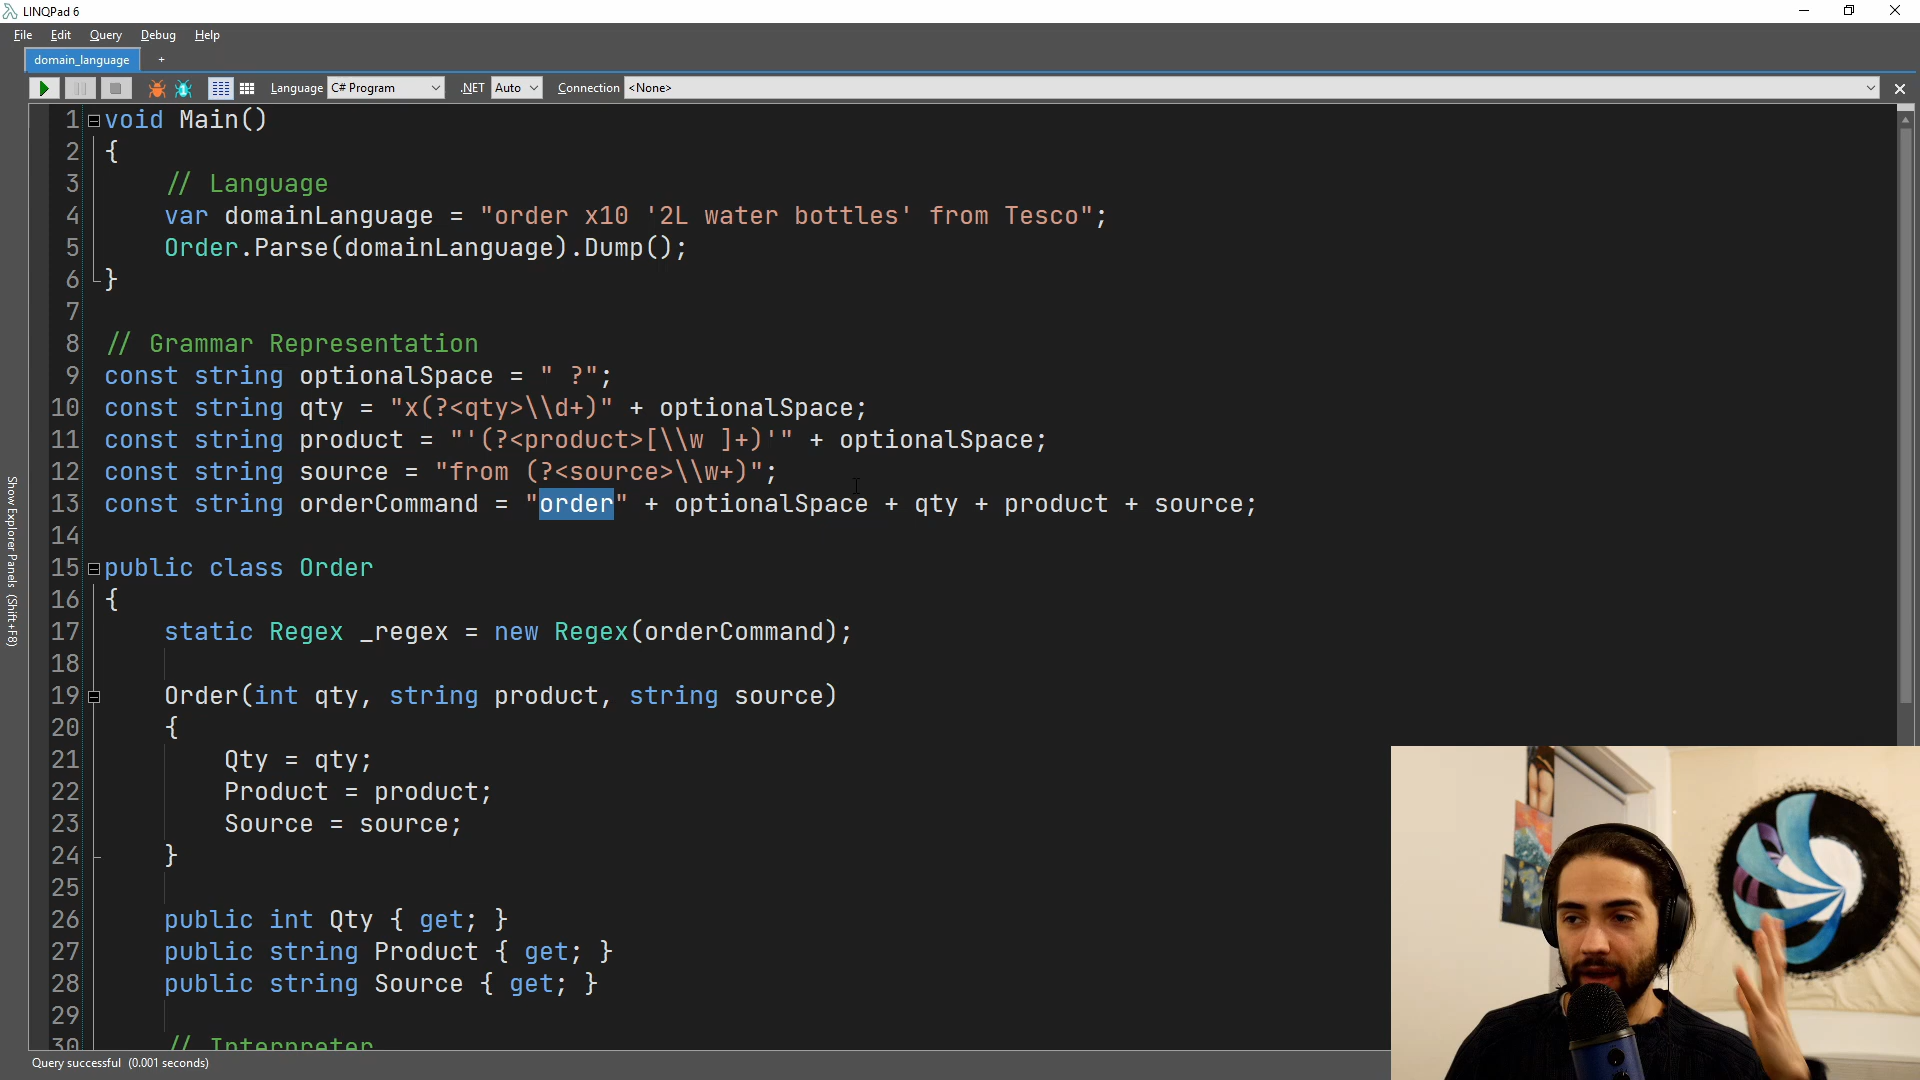 LINQPad 6
File Edit Query Debug Help
domain_language +
Language C# Program .NET Auto Connection <None>
1 void Main()
2 {
3 // Language
4 var domainLanguage = "order x10 '2L water bottles' from Tesco";
5 Order.Parse(domainLanguage).Dump();
6 }
7
8 // Grammar Representation
9 const string optionalSpace = " ?";
10 const string qty = "x(?<qty>\\d+)" + optionalSpace;
11 const string product = "'(?<product>[\\w ]+)'" + optionalSpace;
12 const string source = "from (?<source>\\w+)";
13 const string orderCommand = "order" + optionalSpace + qty + product + source;
14
15 public class Order
16 {
17 static Regex _regex = new Regex(orderCommand);
18
19 Order(int qty, string product, string source)
20 {
21 Qty = qty;
22 Product = product;
23 Source = source;
24 }
25
26 public int Qty { get; }
27 public string Product { get; }
28 public string Source { get; }
29
30 // Interpreter
Show Explorer Panels (Shift+F8)
Query successful (0.001 seconds)